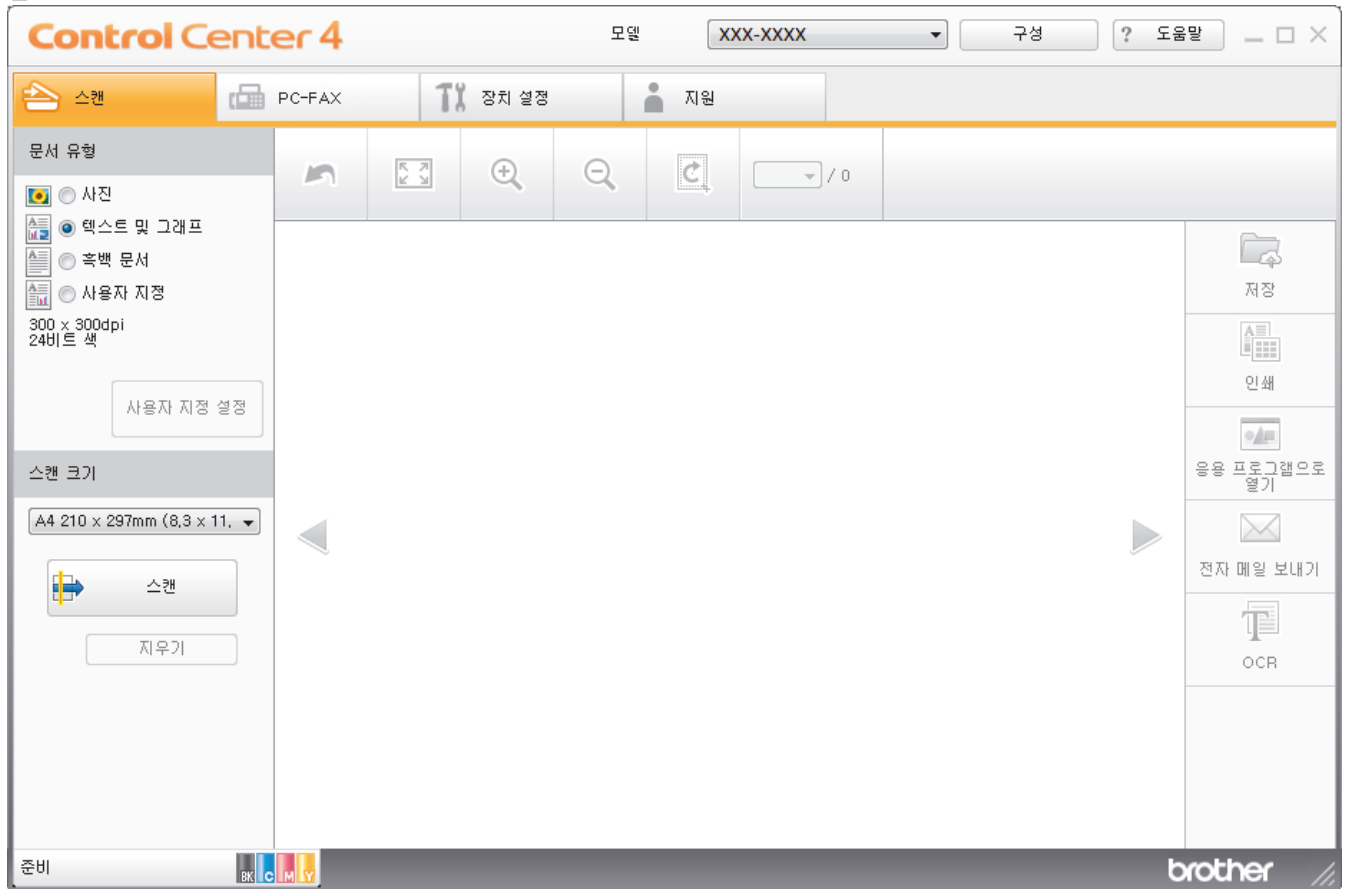 Control Center 4
모델
XXX-XXXX
구성
? 도움말
스캔
PC-FAX
장치 설정
지원
문서 유형
/ 0
사진
텍스트 및 그래프
흑백 문서
사용자 지정
300 x 300dpi
24비트 색
사용자 지정 설정
스캔 크기
A4 210 x 297mm (8,3 x 11,
스캔
지우기
저장
인쇄
응용 프로그램으로
열기
전자 메일 보내기
OCR
준비
BK C M Y
brother